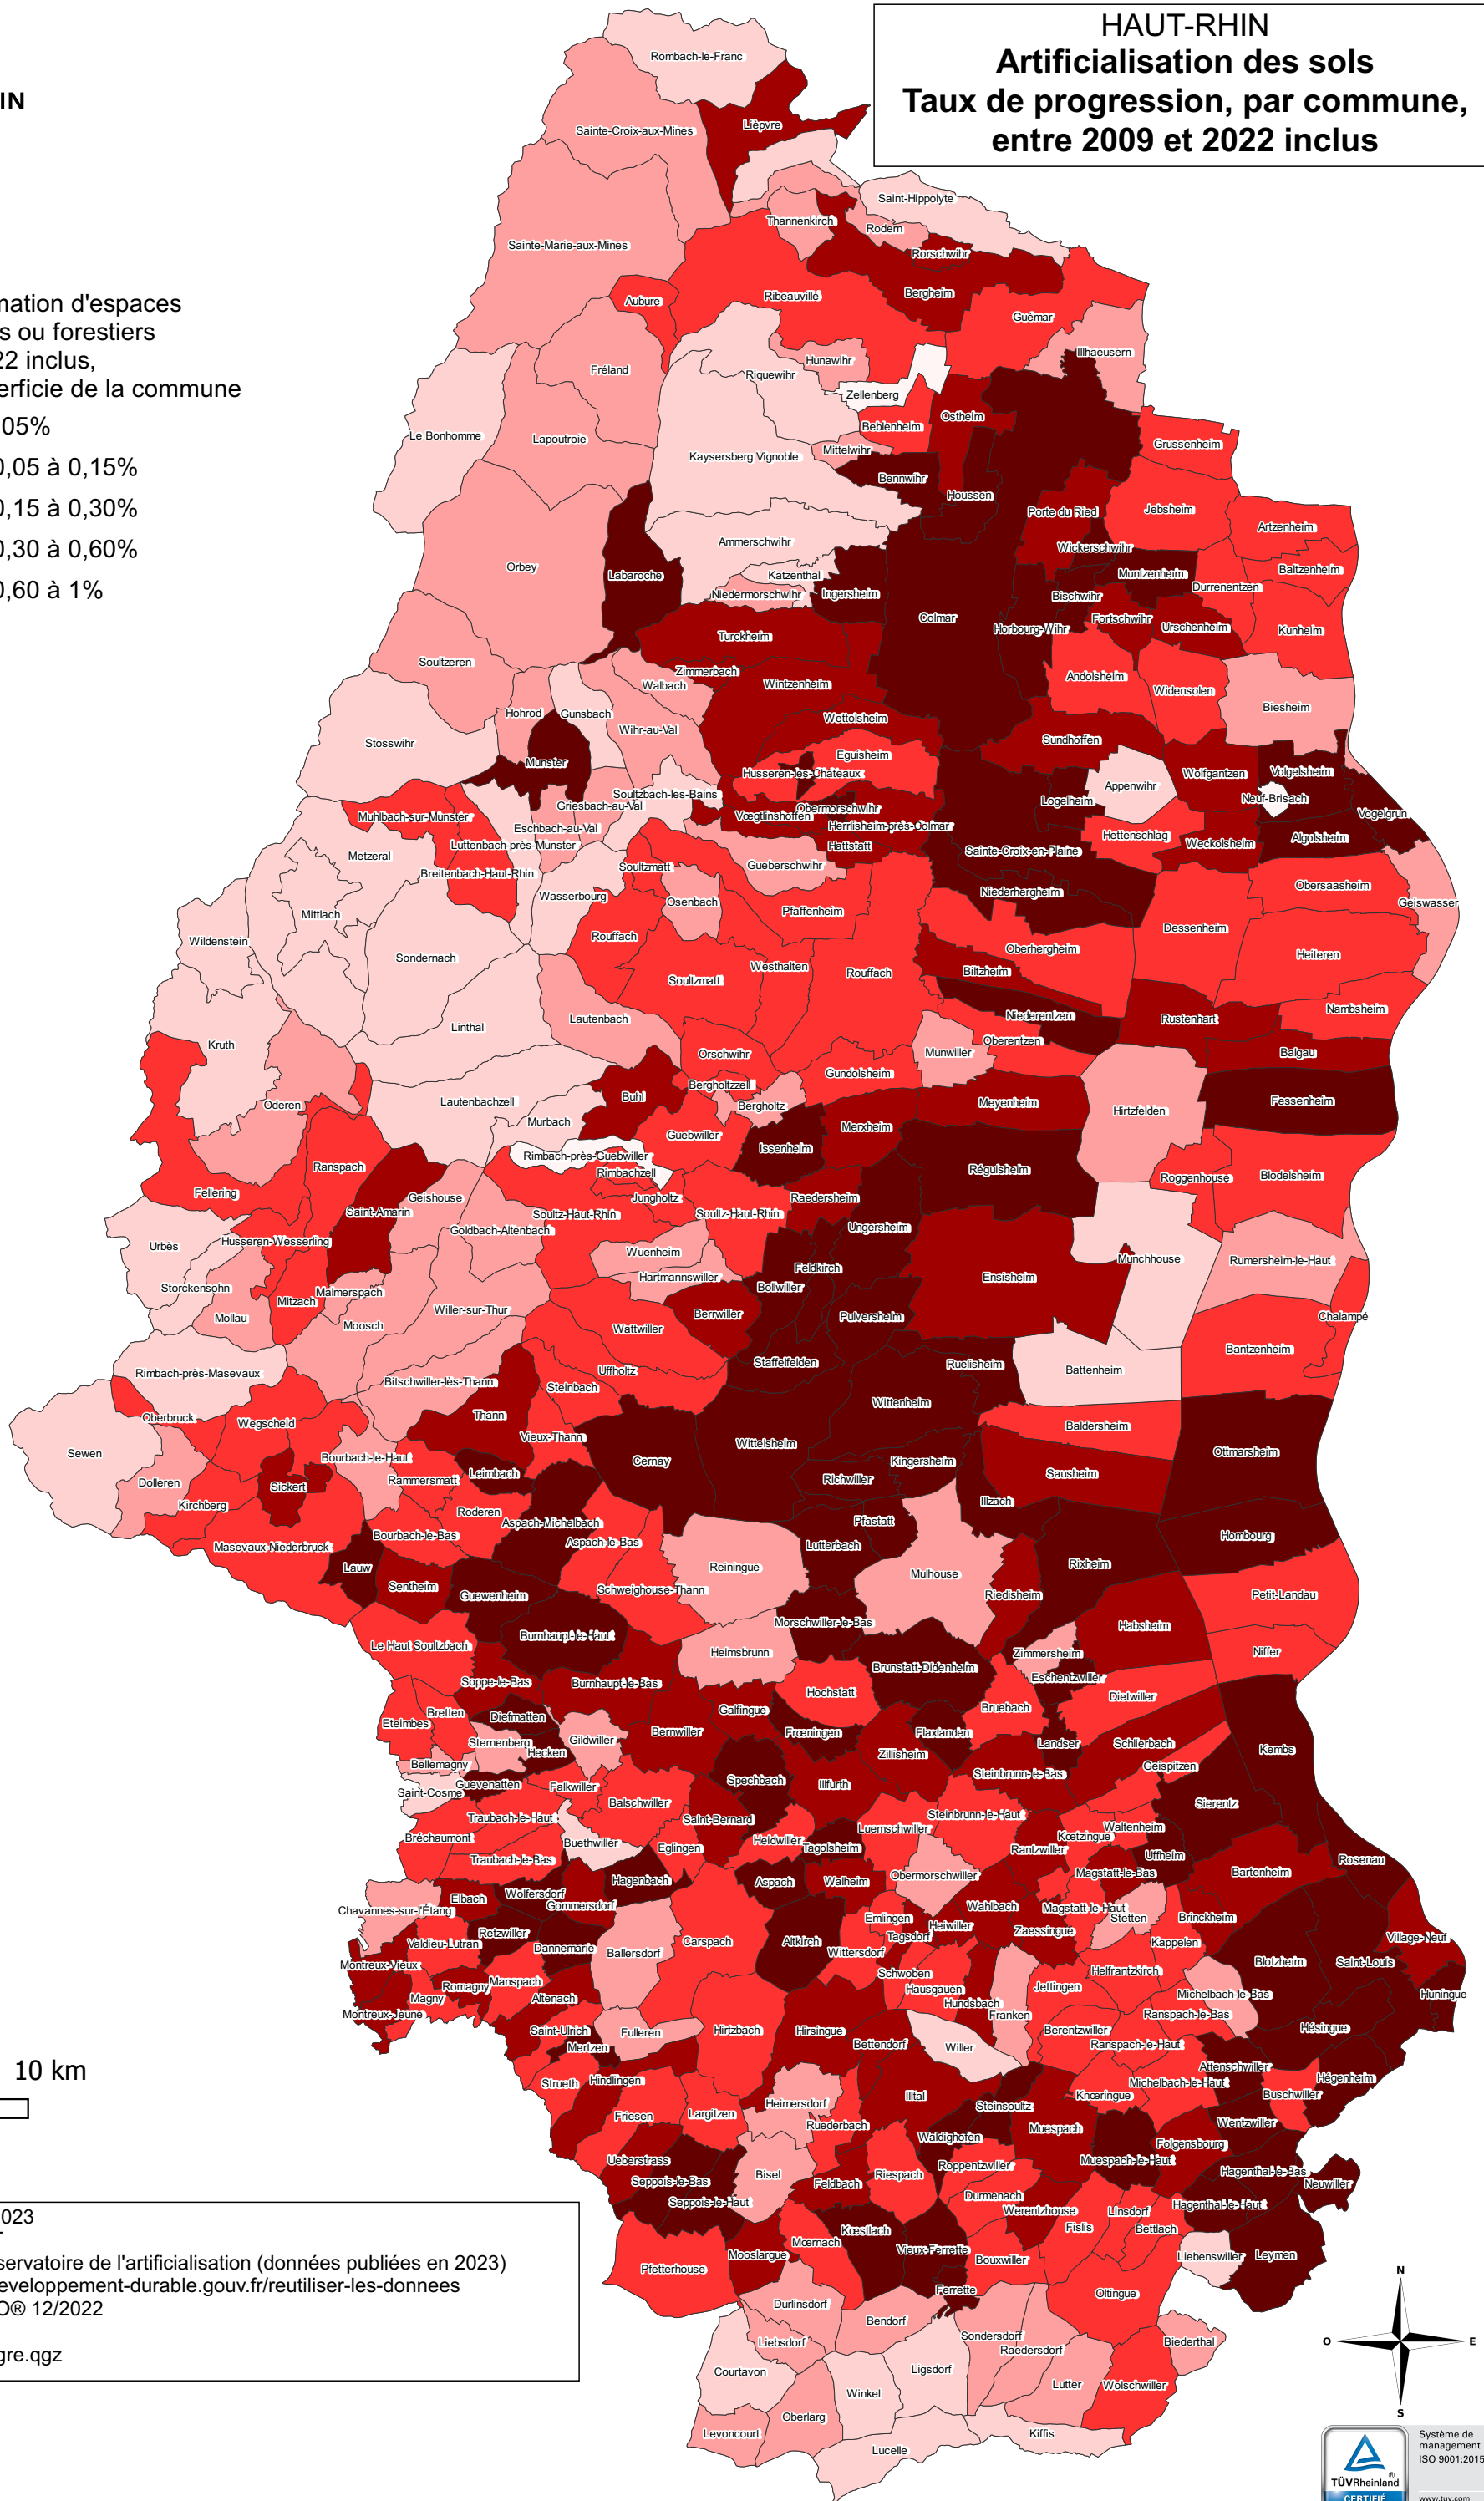 HAUT-RHIN
Artificialisation des sols
Taux de progression, par commune,
entre 2009 et 2022 inclus
IN
mation d'espaces
s ou forestiers
22 inclus,
erficie de la commune
05%
0,05 à 0,15%
0,15 à 0,30%
0,30 à 0,60%
0,60 à 1%
Rombach-le-Franc
Sainte-Croix-aux-Mines
Lièpvre
Saint-Hippolyte
Thannenkirch
Rodern
Sainte-Marie-aux-Mines
Rorschwihr
Aubure
Ribeauvillé
Bergheim
Guémar
Hunawihr
Illhaeusern
Fréland
Riquewihr
Zellenberg
Le Bonhomme
Lapoutroie
Beblenheim
Ostheim
Mittelwihr
Grussenheim
Kaysersberg Vignoble
Bennwihr
Houssen
Porte du Ried
Jebsheim
Artzenheim
Ammerschwihr
Wickerschwihr
Orbey
Labaroche
Katzenthal
Niedermorschwihr
Ingersheim
Muntzenheim
Durrenentzen
Baltzenheim
Bischwihr
Colmar
Horbourg-Wihr
Fortschwihr
Urschenheim
Kunheim
Turckheim
Soultzeren
Zimmerbach
Walbach
Wintzenheim
Andolsheim
Widensolen
Biesheim
Hohrod
Gunsbach
Wihr-au-Val
Wettolsheim
Stosswihr
Munster
Eguisheim
Sundhoffen
Husseren-les-Châteaux
Wolfgantzen
Volgelsheim
Appenwihr
Neuf-Brisach
Soultzbach-les-Bains
Griesbach-au-Val
Obermorschwihr
Logelheim
Vogelgrun
Muhlbach-sur-Munster
Eschbach-au-Val
Vœgtlinshoffen
Herrlisheim-près-Colmar
Hettenschlag
Weckolsheim
Algolsheim
Luttenbach-près-Munster
Hattstatt
Sainte-Croix-en-Plaine
Metzeral
Breitenbach-Haut-Rhin
Soultzmatt
Gueberschwihr
Niederhergheim
Obersaasheim
Geiswasser
Wasserbourg
Osenbach
Pfaffenheim
Mittlach
Dessenheim
Wildenstein
Rouffach
Oberhergheim
Heiteren
Sondernach
Soultzmatt
Westhalten
Rouffach
Biltzheim
Linthal
Lautenbach
Niederentzen
Rustenhart
Nambsheim
Kruth
Orschwihr
Munwiller
Oberentzen
Balgau
Gundolsheim
Lautenbachzell
Buhl
Bergholtzzell
Bergholtz
Meyenheim
Hirtzfelden
Fessenheim
Oderen
Murbach
Guebwiller
Merxheim
Issenheim
Rimbach-près-Guebwiller
Rimbachzell
Réguisheim
Roggenhouse
Blodelsheim
Ranspach
Fellering
Geishouse
Jungholtz
Raedersheim
Saint-Amarin
Soultz-Haut-Rhin
Soultz-Haut-Rhin
Ungersheim
Goldbach-Altenbach
Urbès
Husseren-Wesserling
Wuenheim
Munchhouse
Rumersheim-le-Haut
Hartmannswiller
Feldkirch
Ensisheim
Storckensohn
Malmerspach
Mitzach
Bollwiller
Mollau
Moosch
Willer-sur-Thur
Wattwiller
Berrwiller
Pulversheim
Chalampé
Bantzenheim
Rimbach-près-Masevaux
Bitschwiller-lès-Thann
Uffholtz
Staffelfelden
Ruelisheim
Battenheim
Steinbach
Oberbruck
Wegscheid
Thann
Wittenheim
Baldersheim
Sewen
Vieux-Thann
Wittelsheim
Ottmarsheim
Bourbach-le-Haut
Cernay
Kingersheim
Dolleren
Sickert
Rammersmatt
Leimbach
Richwiller
Sausheim
Kirchberg
Roderen
Illzach
Aspach-Michelbach
Pfastatt
Masevaux-Niederbruck
Bourbach-le-Bas
Aspach-le-Bas
Lutterbach
Hombourg
Lauw
Sentheim
Reiningue
Mulhouse
Rixheim
Guewenheim
Schweighouse-Thann
Riedisheim
Petit-Landau
Morschwiller-le-Bas
Le Haut Soultzbach
Burnhaupt-le-Haut
Heimsbrunn
Habsheim
Zimmersheim
Niffer
Brunstatt-Didenheim
Eschentzwiller
Soppe-le-Bas
Burnhaupt-le-Bas
Hochstatt
Dietwiller
Bretten
Eteimbes
Diefmatten
Galfingue
Bruebach
Sternenberg
Gildwiller
Bernwiller
Frœningen
Flaxlanden
Landser
Schlierbach
Kembs
Hecken
Zillisheim
Bellemagny
Geispitzen
Guevenatten
Steinbrunn-le-Bas
Saint-Cosme
Falkwiller
Spechbach
Illfurth
Balschwiller
Sierentz
Traubach-le-Haut
Saint-Bernard
Steinbrunn-le-Haut
Bréchaumont
Buethwiller
Heidwiller
Luemschwiller
Waltenheim
Kœtzingue
Eglingen
Tagolsheim
Rantzwiller
Traubach-le-Bas
Uffheim
Rosenau
Hagenbach
Aspach
Walheim
Obermorschwiller
Magstatt-le-Bas
Bartenheim
Elbach
Wolfersdorf
Gommersdorf
Chavannes-sur-l'Étang
Wahlbach
Magstatt-le-Haut
Emlingen
Stetten
Brinckheim
Retzwiller
Heiwiller
Zaessingue
Valdieu-Lutran
Dannemarie
Ballersdorf
Carspach
Altkirch
Tagsdorf
Village-Neuf
Wittersdorf
Kappelen
Montreux-Vieux
Blotzheim
Saint-Louis
Schwoben
Helfrantzkirch
Romagny
Manspach
Hausgauen
Jettingen
Michelbach-le-Bas
Huningue
Magny
Altenach
Hundsbach
Montreux-Jeune
Franken
Ranspach-le-Bas
Saint-Ulrich
Fulleren
Hirtzbach
Hirsingue
Berentzwiller
Hésingue
Mertzen
Bettendorf
Willer
Ranspach-le-Haut
Attenschwiller
Strueth
Hindlingen
Michelbach-le-Haut
Hégenheim
Heimersdorf
Illtal
Knœringue
Buschwiller
Friesen
Largitzen
Steinsoultz
Ruederbach
Muespach
Wentzwiller
Waldighofen
Folgensbourg
Ueberstrass
Roppentzwiller
Muespach-le-Haut
Seppois-le-Bas
Bisel
Feldbach
Riespach
Hagenthal-le-Bas
Neuwiller
Seppois-le-Haut
Durmenach
Werentzhouse
Linsdorf
Hagenthal-le-Haut
Kœstlach
Fislis
Bettlach
Mœrnach
Vieux-Ferrette
Mooslargue
Bouxwiller
Liebenswiller
Leymen
Pfetterhouse
Ferrette
Oltingue
Durlinsdorf
Bendorf
Sondersdorf
Liebsdorf
Raedersdorf
Biederthal
Courtavon
Ligsdorf
Lutter
Wolschwiller
Winkel
Oberlarg
Levoncourt
Kiffis
Lucelle
10 km
023
servatoire de l'artificialisation (données publiées en 2023)
eveloppement-durable.gouv.fr/reutiliser-les-donnees
O® 12/2022
gre.qgz
N
O
E
S
Système de
management
ISO 9001:2015
TÜVRheinland
®
CERTIFIÉ
www.tuv.com